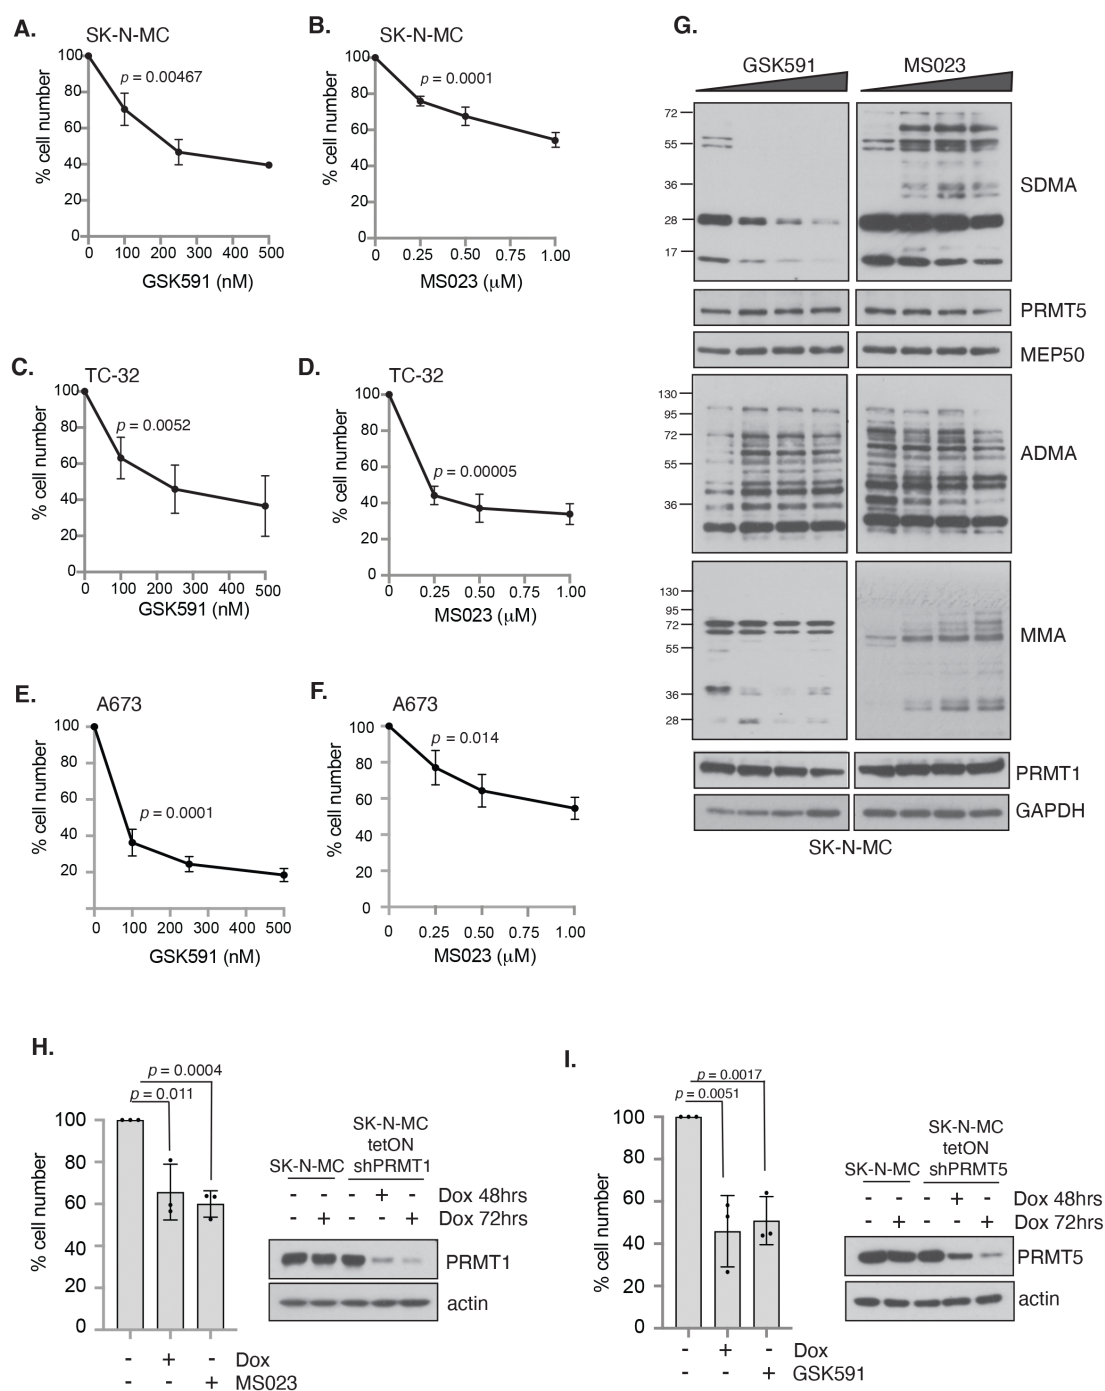 A.
SK-N-MC
100
80
60
40
20
0
% cell number
p = 0.00467
0 100 200 300 400 500
GSK591 (nM)
B.
SK-N-MC
100
80
60
40
20
0
% cell number
p = 0.0001
0 0.25 0.50 0.75 1.00
MS023 (µM)
C.
TC-32
100
80
60
40
20
0
% cell number
p = 0.0052
0 100 200 300 400 500
GSK591 (nM)
D.
TC-32
100
80
60
40
20
0
% cell number
p = 0.00005
0 0.25 0.50 0.75 1.00
MS023 (µM)
E.
A673
100
80
60
40
20
% cell number
p = 0.0001
0 100 200 300 400 500
GSK591 (nM)
F.
A673
100
80
60
40
20
0
% cell number
p = 0.014
0 0.25 0.50 0.75 1.00
MS023 (µM)
G.
GSK591 MS023
72
55
36
28
17
SDMA
PRMT5
MEP50
130
95
72
55
36
ADMA
130
95
72
55
36
28
MMA
PRMT1
GAPDH
SK-N-MC
H.
p = 0.0004
p = 0.011
100
80
60
40
20
0
% cell number
- + - Dox
- - + MS023
SK-N-MC
tetON
SK-N-MC shPRMT1
- - - + - Dox 48hrs
- + - - + Dox 72hrs
PRMT1
actin
I.
p = 0.0017
p = 0.0051
100
80
60
40
20
0
% cell number
- + - Dox
- - + GSK591
SK-N-MC
tetON
SK-N-MC shPRMT5
- - - + - Dox 48hrs
- + - - + Dox 72hrs
PRMT5
actin